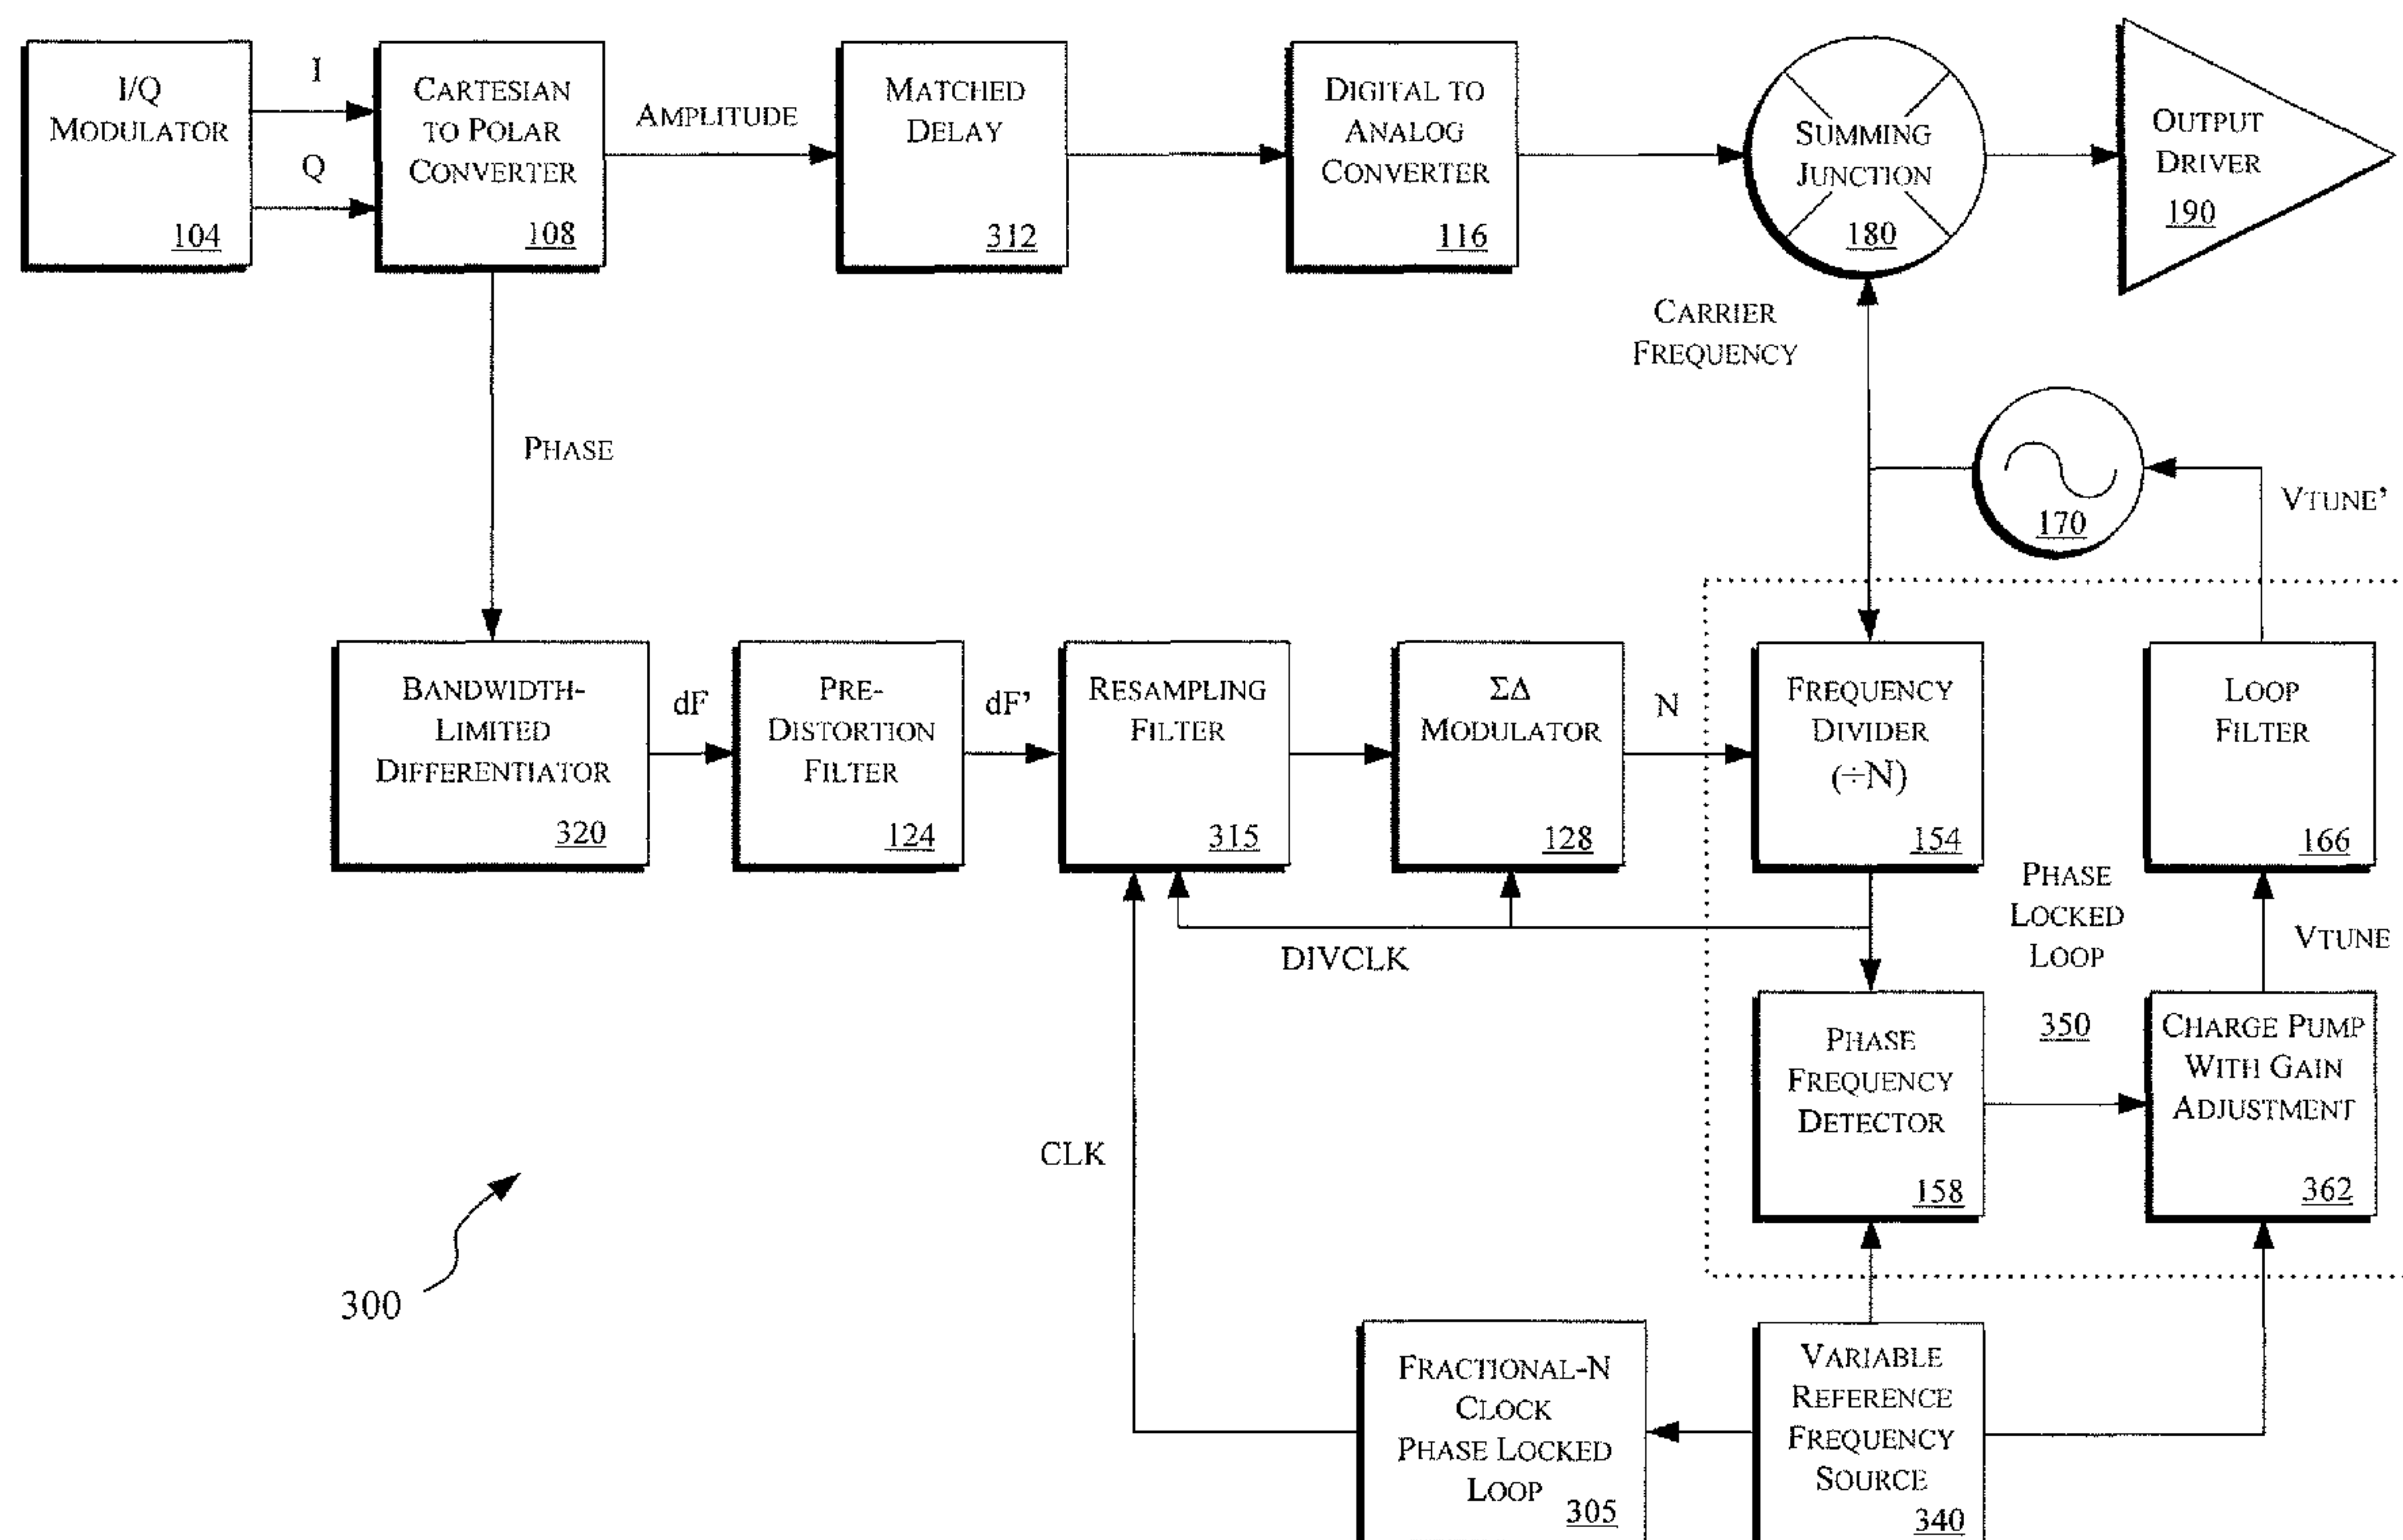 I/Q
MODULATOR
104
I
Q
CARTESIAN
TO POLAR
CONVERTER
108
AMPLITUDE
MATCHED
DELAY
312
DIGITAL TO
ANALOG
CONVERTER
116
SUMMING
JUNCTION
180
OUTPUT
DRIVER
190
CARRIER
FREQUENCY
PHASE
170
VTUNE’
BANDWIDTH-
LIMITED
DIFFERENTIATOR
320
dF
PRE-
DISTORTION
FILTER
124
dF’
RESAMPLING
FILTER
315
ΣΔ
MODULATOR
128
N
FREQUENCY
DIVIDER
(÷N)
154
LOOP
FILTER
166
PHASE
LOCKED
LOOP
350
VTUNE
DIVCLK
PHASE
FREQUENCY
DETECTOR
158
CHARGE PUMP
WITH GAIN
ADJUSTMENT
362
CLK
300
FRACTIONAL-N
CLOCK
PHASE LOCKED
LOOP
305
VARIABLE
REFERENCE
FREQUENCY
SOURCE
340